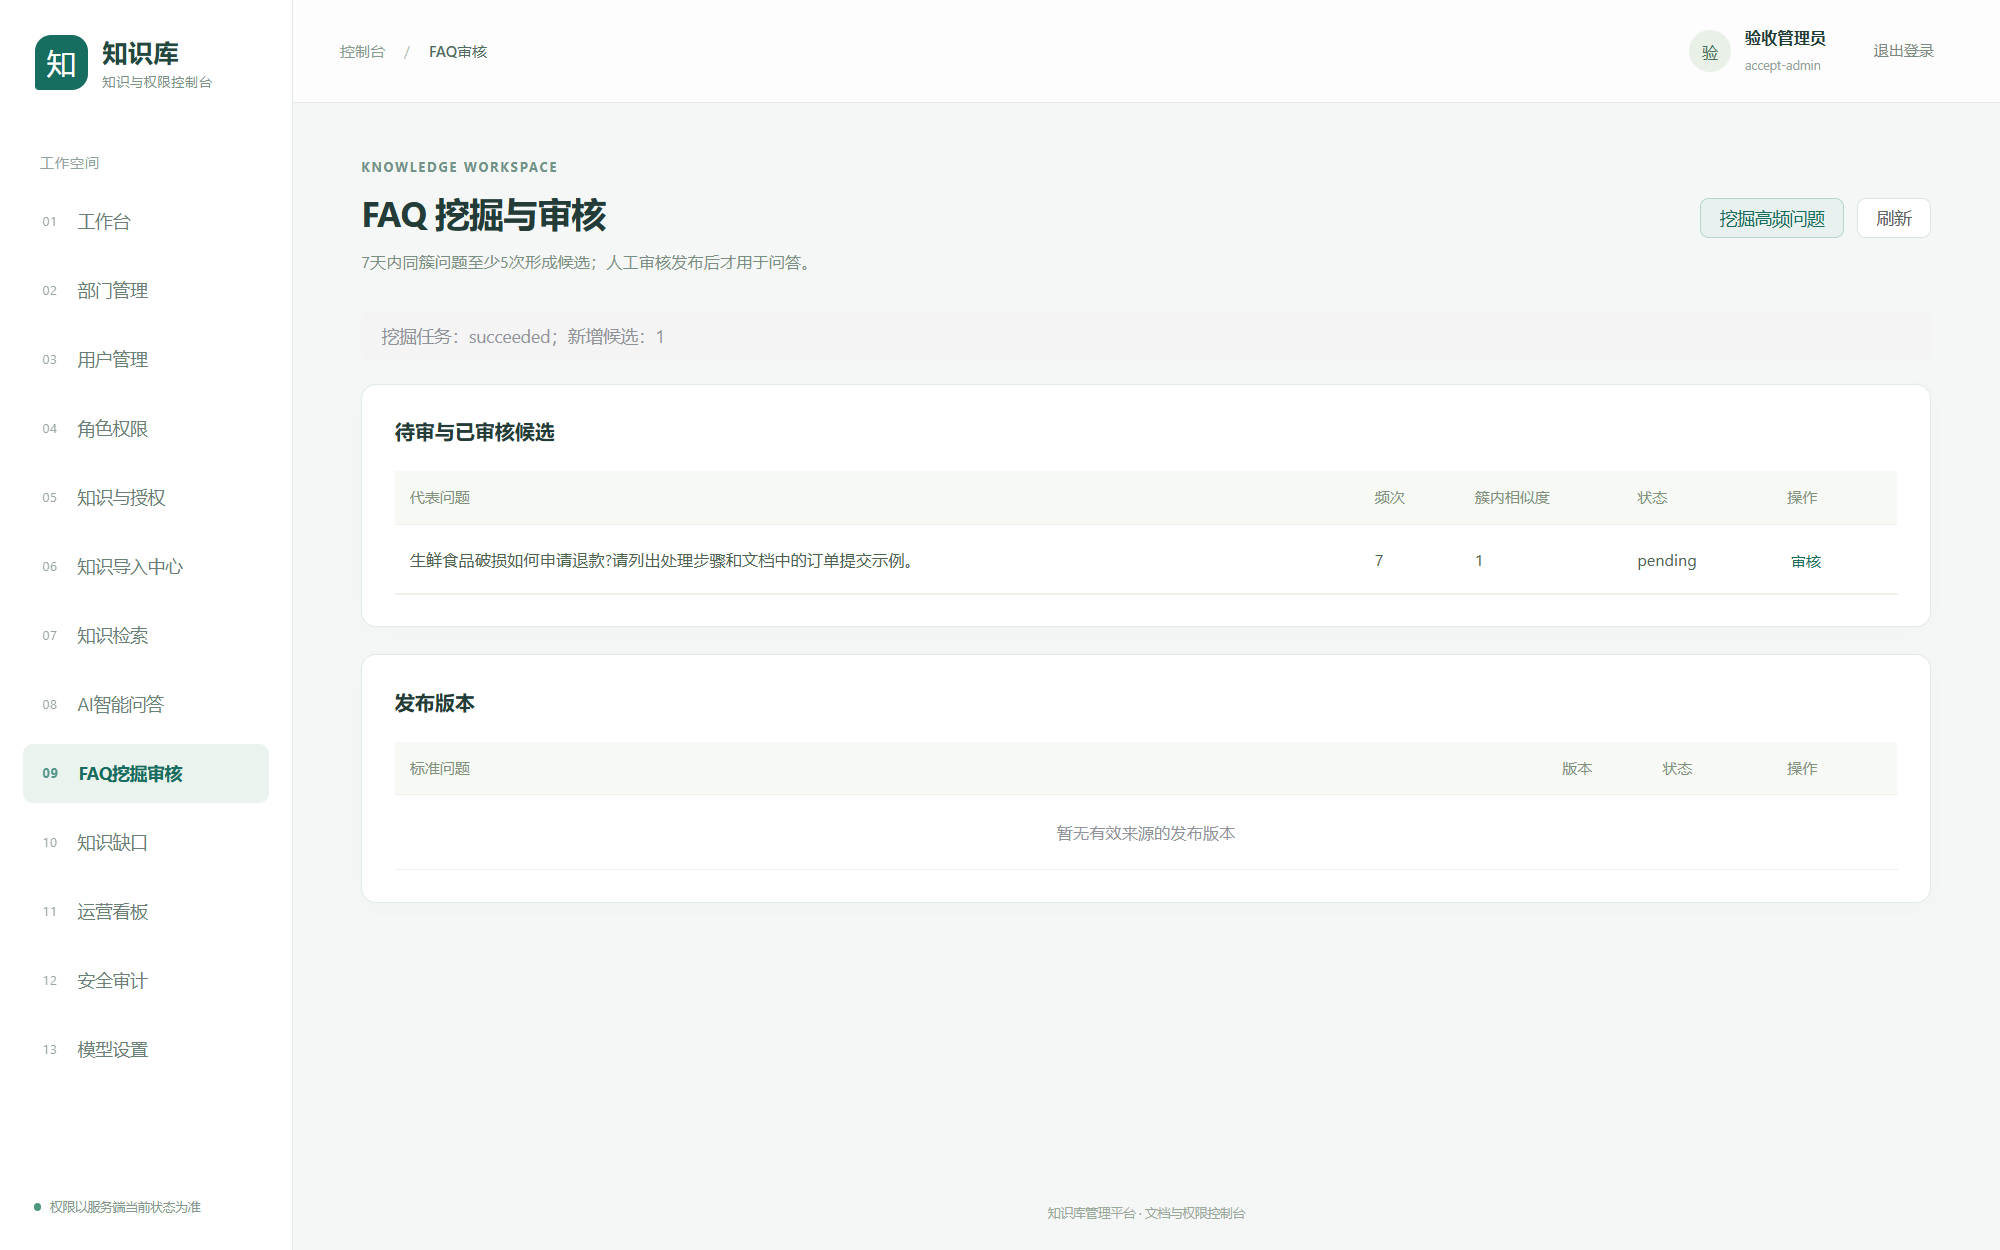 知
知识库
知识与权限控制台
工作空间
01 工作台
02 部门管理
03 用户管理
04 角色权限
05 知识与授权
06 知识导入中心
07 知识检索
08 AI智能问答
09 FAQ挖掘审核
10 知识缺口
11 运营看板
12 安全审计
13 模型设置
权限以服务端当前状态为准
控制台 / FAQ审核
验
验收管理员
accept-admin
退出登录
KNOWLEDGE WORKSPACE
FAQ 挖掘与审核
7天内同簇问题至少5次形成候选；人工审核发布后才用于问答。
挖掘高频问题
刷新
挖掘任务：succeeded；新增候选：1
待审与已审核候选
代表问题 频次 簇内相似度 状态 操作
生鲜食品破损如何申请退款?请列出处理步骤和文档中的订单提交示例。 7 1 pending 审核
发布版本
标准问题 版本 状态 操作
暂无有效来源的发布版本
知识库管理平台 · 文档与权限控制台